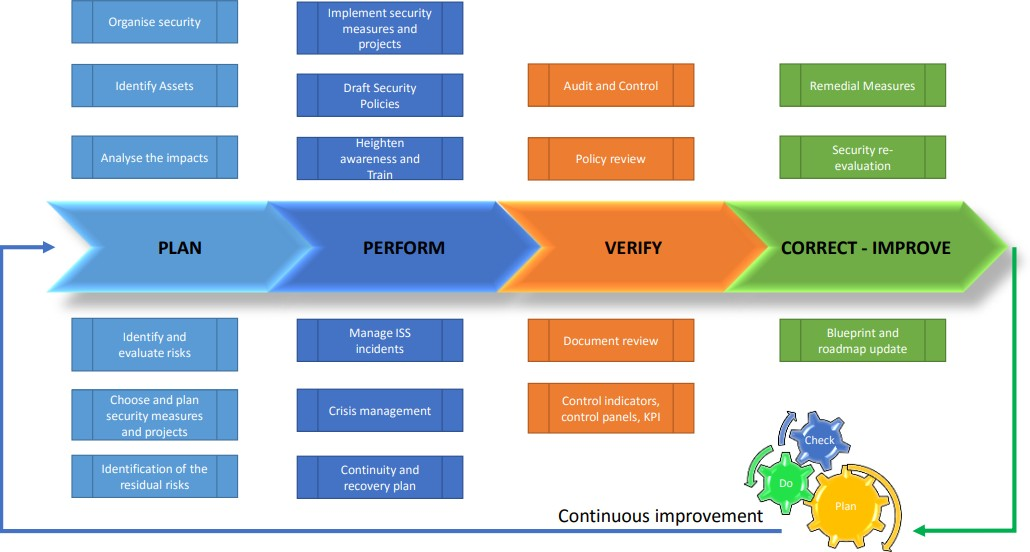 Organise security
Identify Assets
Analyse the impacts
Implement security
measures and
projects
Draft Security
Policies
Heighten
awareness and
Train
Audit and Control
Policy review
Remedial Measures
Security re-
evaluation
PLAN
PERFORM
VERIFY
CORRECT - IMPROVE
Identify and
evaluate risks
Choose and plan
security measures
and projects
Identification of the
residual risks
Manage ISS
incidents
Crisis management
Continuity and
recovery plan
Document review
Control indicators,
control panels, KPI
Blueprint and
roadmap update
Check
Do
Plan
Continuous improvement